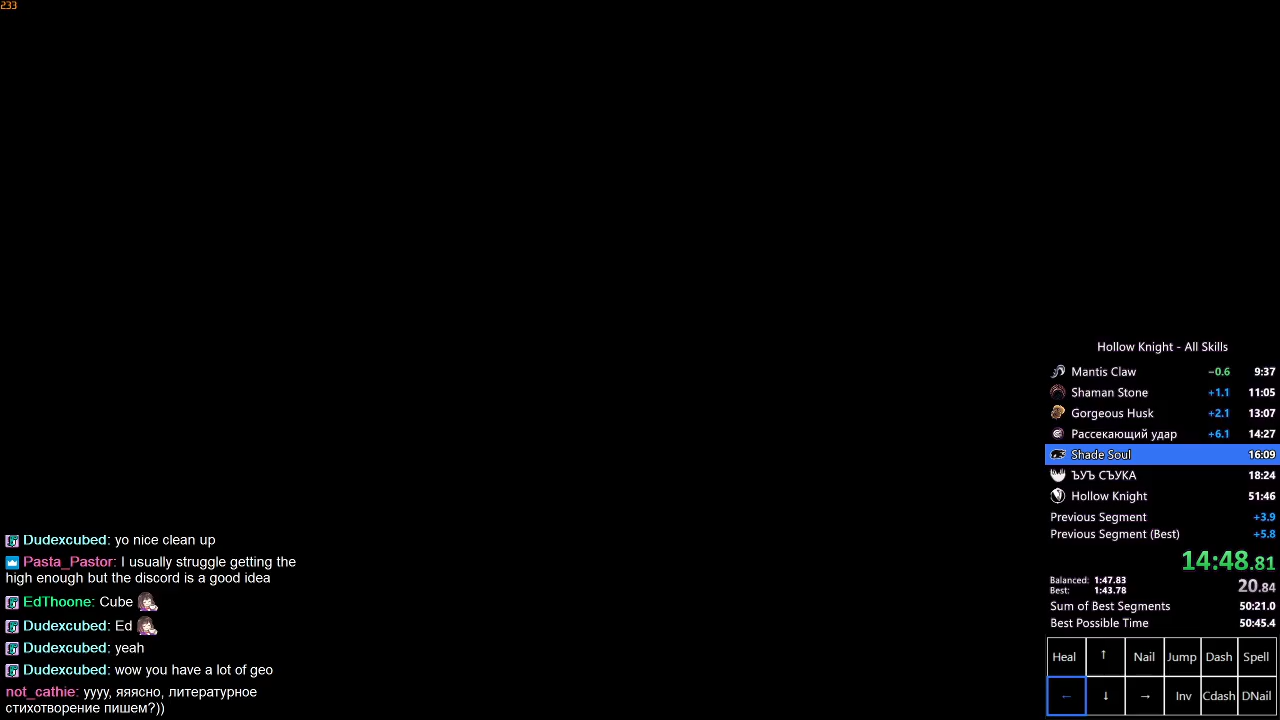 233
Hollow Knight - All Skills
Mantis Claw −0.6 9:37
Shaman Stone +1.1 11:05
Gorgeous Husk +2.1 13:07
Рассекающий удар +6.1 14:27
Shade Soul 16:09
ЪУЪ СЪУКА 18:24
Hollow Knight 51:46
Previous Segment +3.9
Previous Segment (Best) +5.8
14:48.81
Balanced: 1:47.83
Best: 1:43.78
20.84
Sum of Best Segments 50:21.0
Best Possible Time 50:45.4
Heal ↑ Nail Jump Dash Spell
← ↓ → Inv Cdash DNail
Dudexcubed: yo nice clean up
Pasta_Pastor: I usually struggle getting the
high enough but the discord is a good idea
EdThoone: Cube
Dudexcubed: Ed
Dudexcubed: yeah
Dudexcubed: wow you have a lot of geo
not_cathie: уууу, яяясно, литературное
стихотворение пишем?))